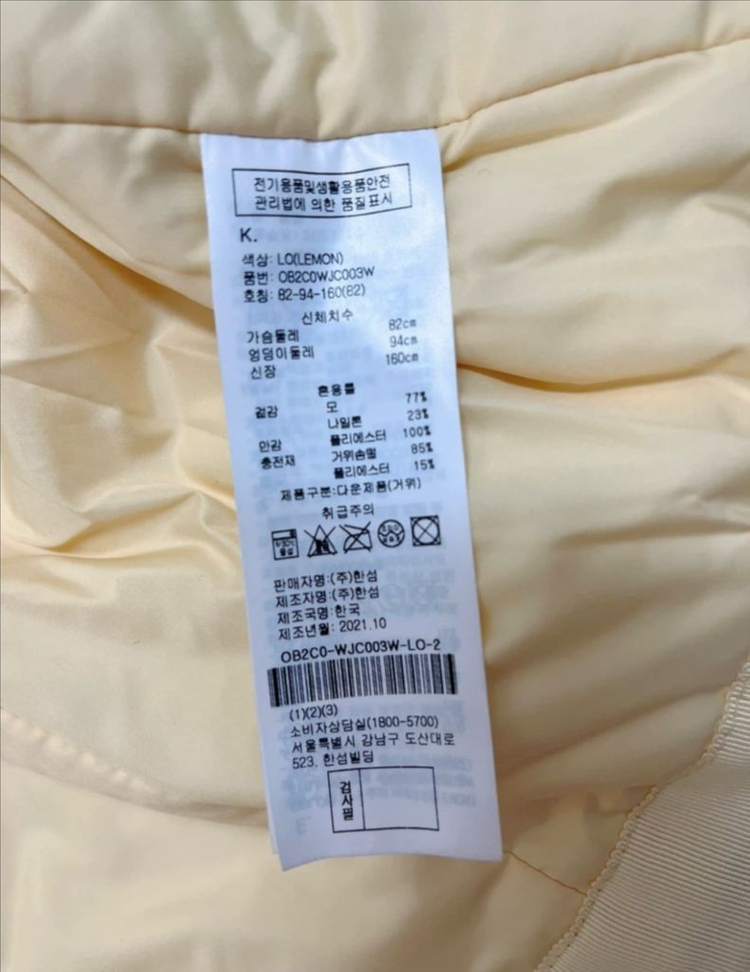 전기용품및생활용품안전
관리법에 의한 품질표시
K.
색상: LO(LEMON)
품번: OB2C0WJC003W
호칭: 82-94-160(82)
신체치수
가슴둘레 82cm
엉덩이둘레 94cm
신장 160cm
혼용률
겉감 모 77%
나일론 23%
안감 폴리에스터 100%
충전재 거위솜털 85%
폴리에스터 15%
제품구분:다운제품(거위)
취급주의
판매자명:(주)한섬
제조자명:(주)한섬
제조국명:한국
제조년월: 2021.10
OB2C0-WJC003W-LO-2
(1)(2)(3)
소비자상담실(1800-5700)
서울특별시 강남구 도산대로
523, 한섬빌딩
검사필